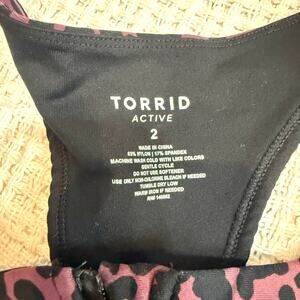 TORRID
ACTIVE
2
MADE IN CHINA
83% NYLON | 17% SPANDEX
MACHINE WASH COLD WITH LIKE COLORS
GENTLE CYCLE
DO NOT USE SOFTENER
USE ONLY NON-CHLORINE BLEACH IF NEEDED
TUMBLE DRY LOW
WARM IRON IF NEEDED